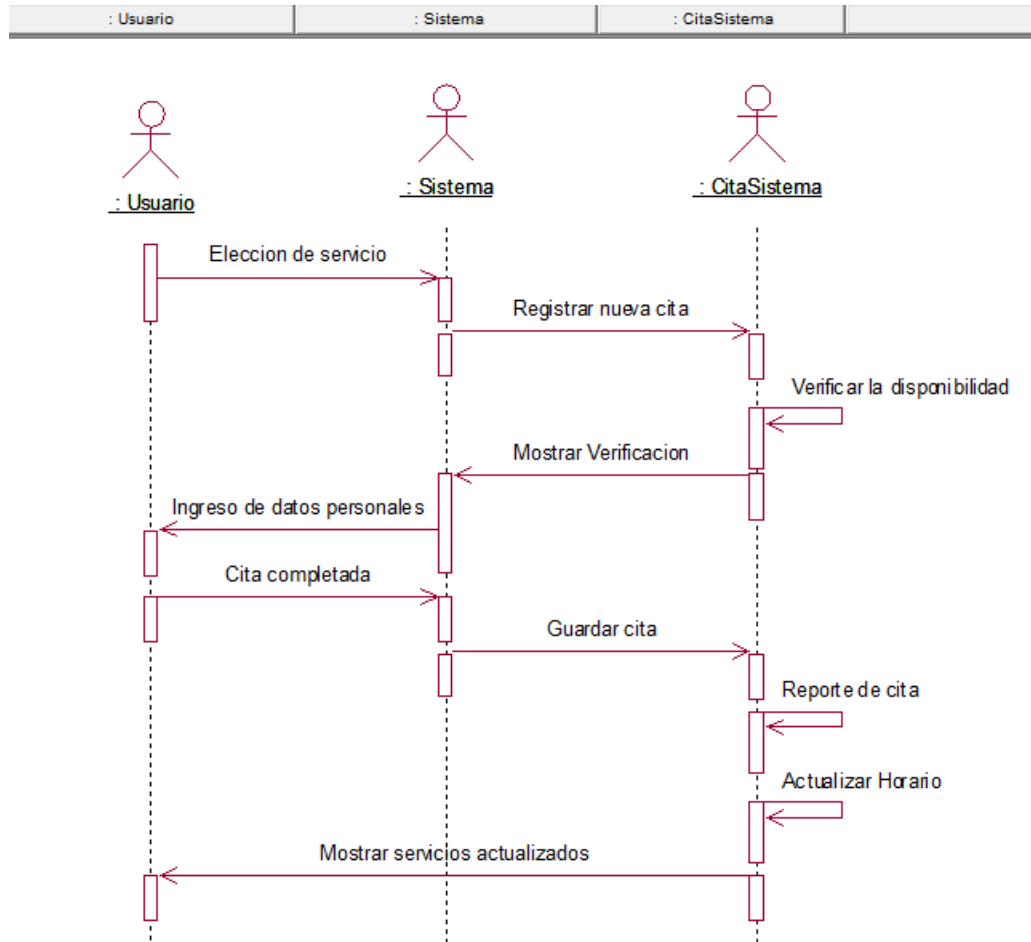 : Usuario
: Sistema
: CitaSistema
: Usuario
: Sistema
: CitaSistema
Eleccion de servicio
Registrar nueva cita
Verificar la disponibilidad
Mostrar Verificacion
Ingreso de datos personales
Cita completada
Guardar cita
Reporte de cita
Actualizar Horario
Mostrar servicios actualizados